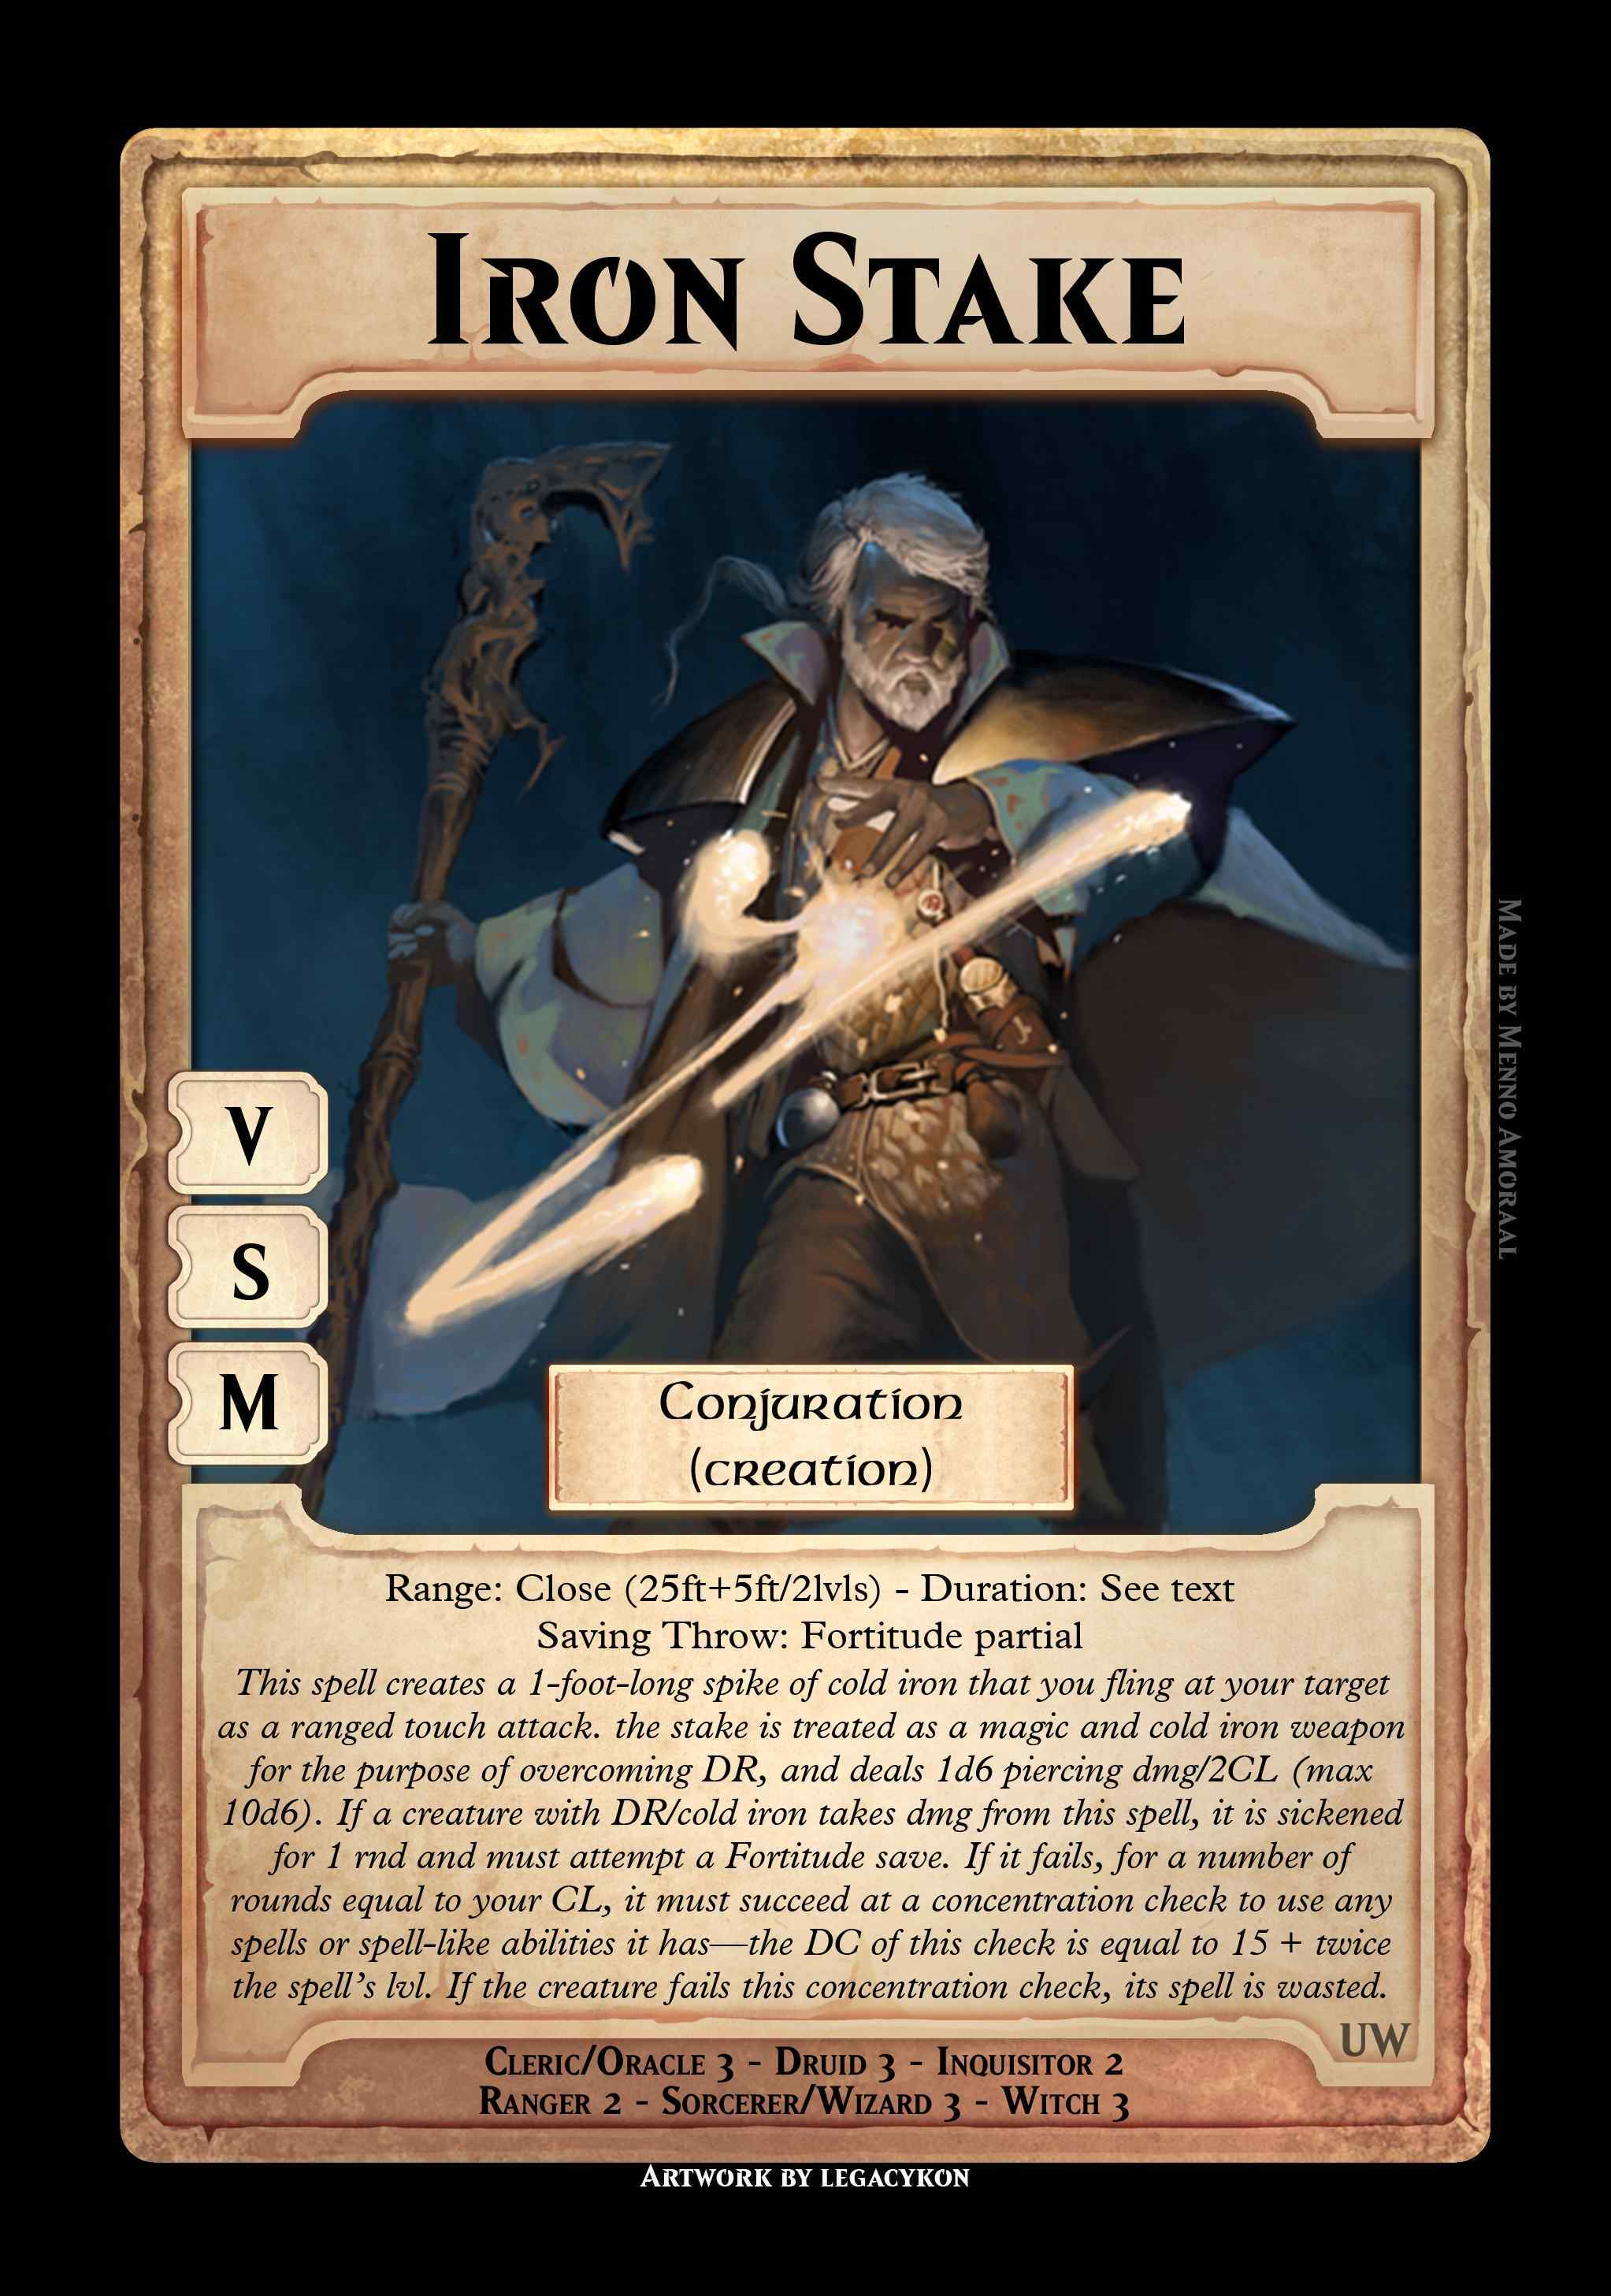 Iron Stake
V
S
M
Conjuration
(creation)
Range: Close (25ft+5ft/2lvls) - Duration: See text
Saving Throw: Fortitude partial
This spell creates a 1-foot-long spike of cold iron that you fling at your target
as a ranged touch attack. the stake is treated as a magic and cold iron weapon
for the purpose of overcoming DR, and deals 1d6 piercing dmg/2CL (max
10d6). If a creature with DR/cold iron takes dmg from this spell, it is sickened
for 1 rnd and must attempt a Fortitude save. If it fails, for a number of
rounds equal to your CL, it must succeed at a concentration check to use any
spells or spell-like abilities it has—the DC of this check is equal to 15 + twice
the spell's lvl. If the creature fails this concentration check, its spell is wasted.
UW
Cleric/Oracle 3 - Druid 3 - Inquisitor 2
Ranger 2 - Sorcerer/Wizard 3 - Witch 3
Artwork by legacykon
Made by Menno Amoraal